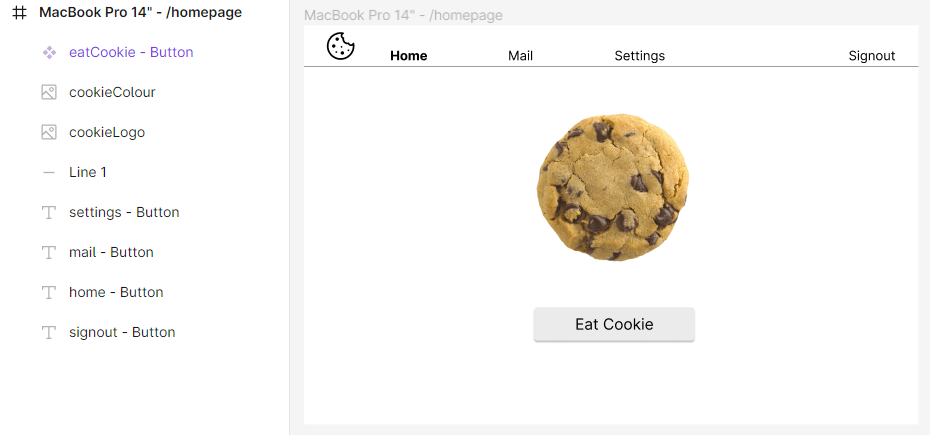 MacBook Pro 14" - /homepage
eatCookie - Button
cookieColour
cookieLogo
Line 1
settings - Button
mail - Button
home - Button
signout - Button
MacBook Pro 14" - /homepage
Home Mail Settings Signout
Eat Cookie